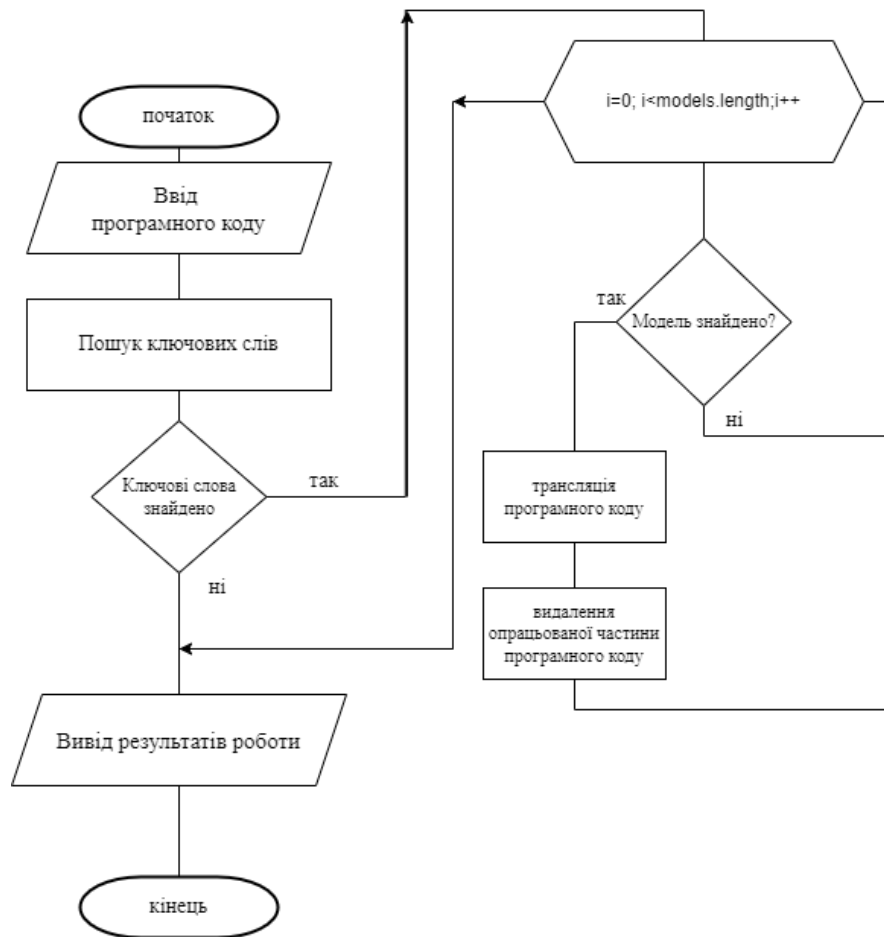 початок
Ввід
програмного коду
Пошук ключових слів
Ключові слова
знайдено
так
ні
Вивід результатів роботи
кінець
i=0; i<models.length;i++
Модель знайдено?
так
ні
трансляція
програмного коду
видалення
опрацьованої частини
програмного коду